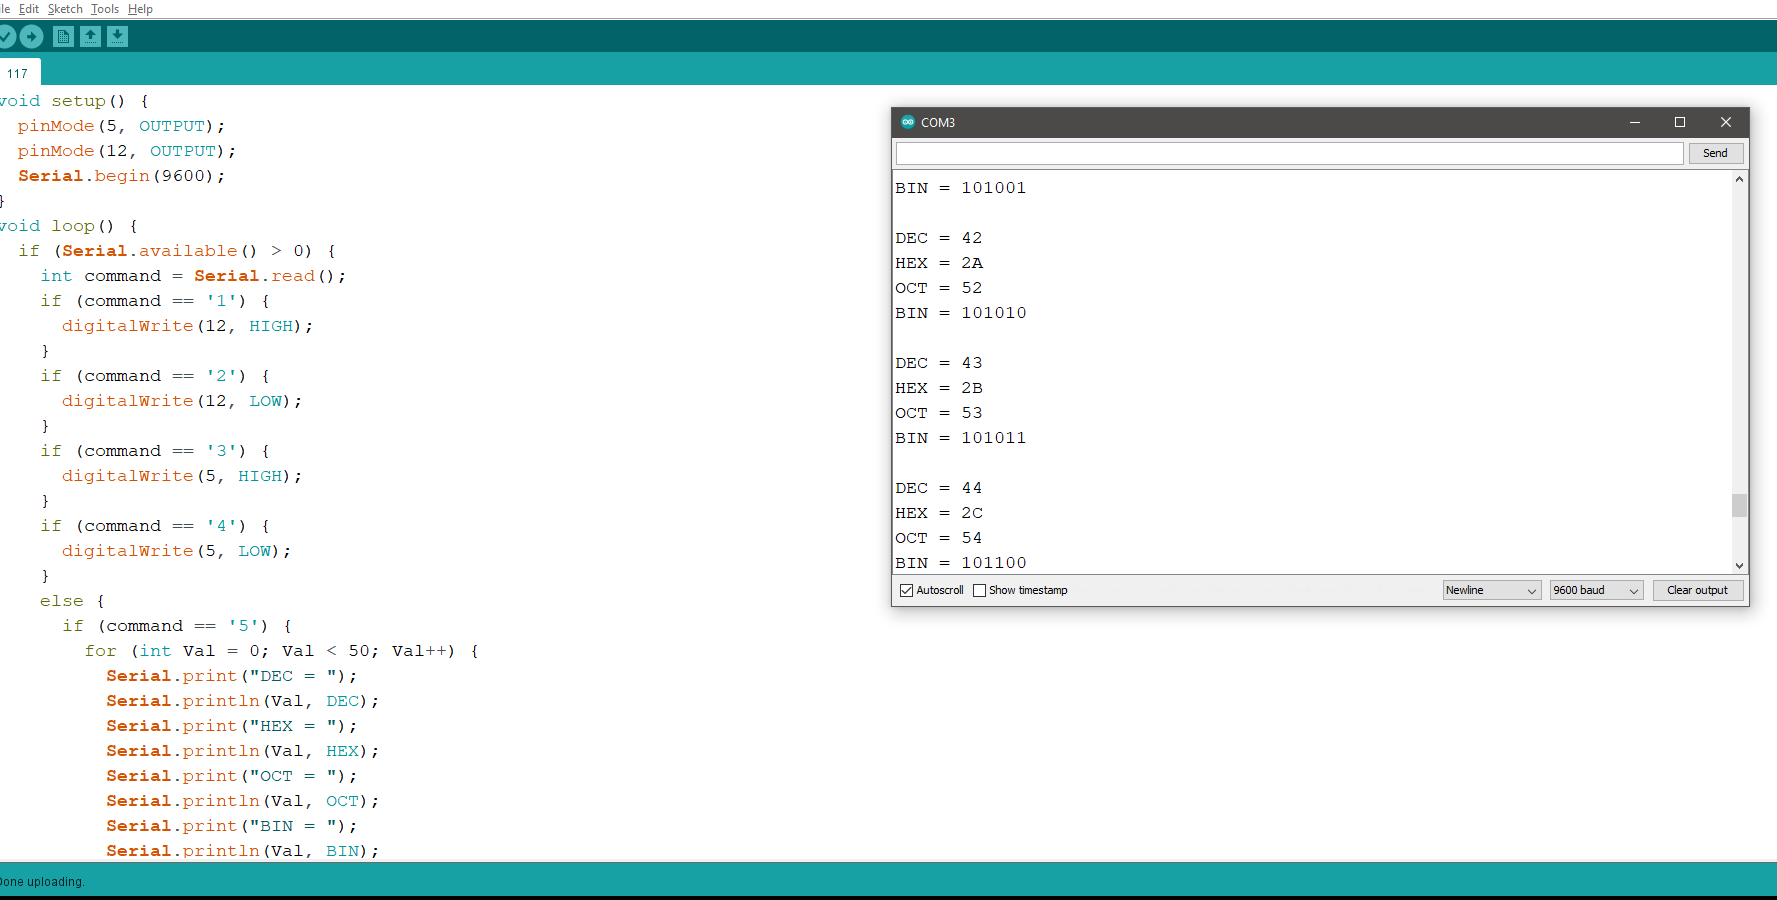 ile Edit Sketch Tools Help
117
void setup() {
pinMode(5, OUTPUT);
pinMode(12, OUTPUT);
Serial.begin(9600);
}
void loop() {
if (Serial.available() > 0) {
int command = Serial.read();
if (command == '1') {
digitalWrite(12, HIGH);
}
if (command == '2') {
digitalWrite(12, LOW);
}
if (command == '3') {
digitalWrite(5, HIGH);
}
if (command == '4') {
digitalWrite(5, LOW);
}
else {
if (command == '5') {
for (int Val = 0; Val < 50; Val++) {
Serial.print("DEC = ");
Serial.println(Val, DEC);
Serial.print("HEX = ");
Serial.println(Val, HEX);
Serial.print("OCT = ");
Serial.println(Val, OCT);
Serial.print("BIN = ");
Serial.println(Val, BIN);
Done uploading.
COM3
Send
BIN = 101001
DEC = 42
HEX = 2A
OCT = 52
BIN = 101010
DEC = 43
HEX = 2B
OCT = 53
BIN = 101011
DEC = 44
HEX = 2C
OCT = 54
BIN = 101100
Autoscroll Show timestamp Newline 9600 baud Clear output